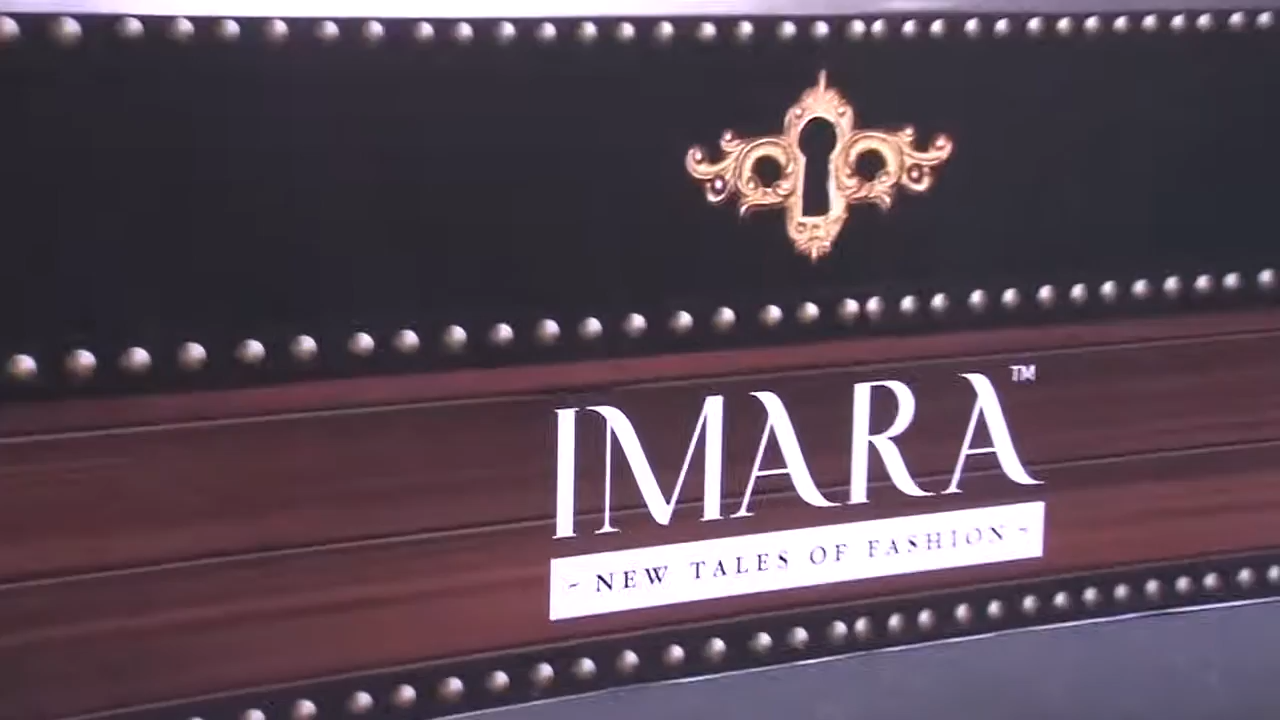 IMARA™
~ NEW TALES OF FASHION ~